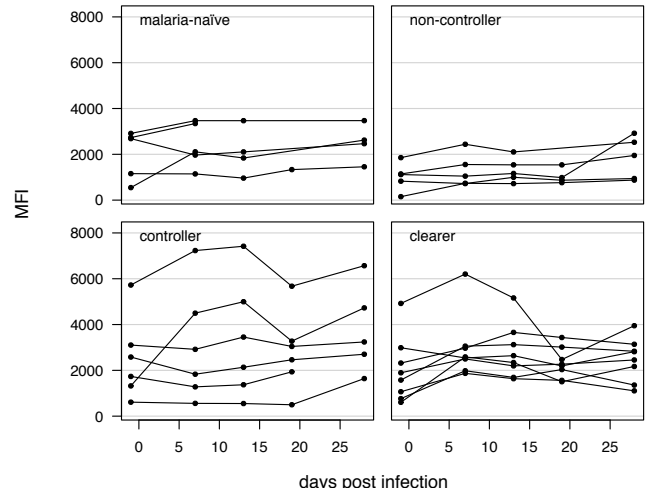 malaria-naïve
non-controller
8000
6000
4000
2000
0
MFI
controller
clearer
8000
6000
4000
2000
0
0 5 10 15 20 25
0 5 10 15 20 25
days post infection